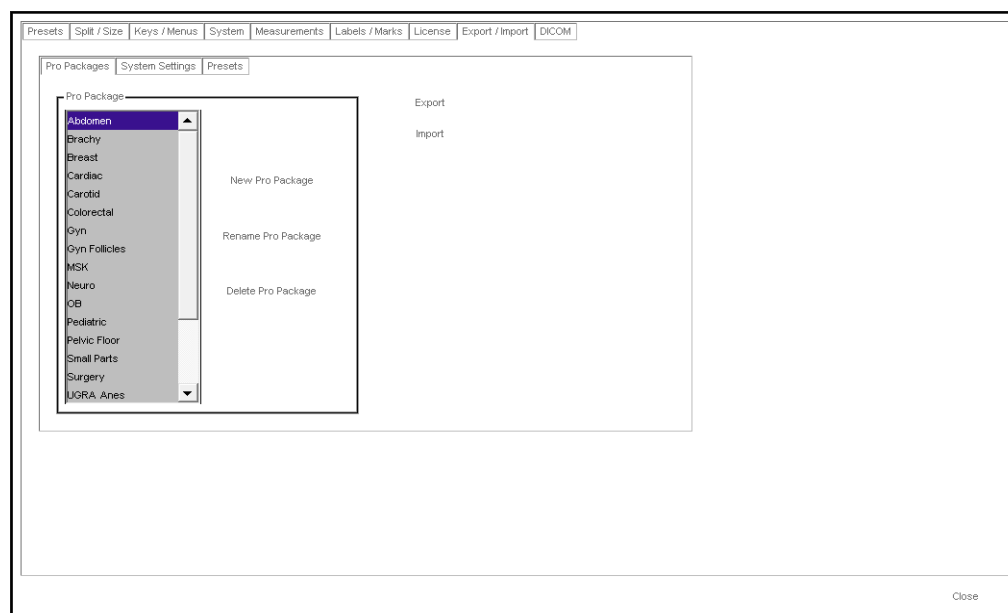 Presets Split / Size Keys / Menus System Measurements Labels / Marks License Export / Import DICOM
Pro Packages System Settings Presets
Pro Package
Abdomen
Brachy
Breast
Cardiac
Carotid
Colorectal
Gyn
Gyn Follicles
MSK
Neuro
OB
Pediatric
Pelvic Floor
Small Parts
Surgery
UGRA Anes
New Pro Package
Rename Pro Package
Delete Pro Package
Export
Import
Close